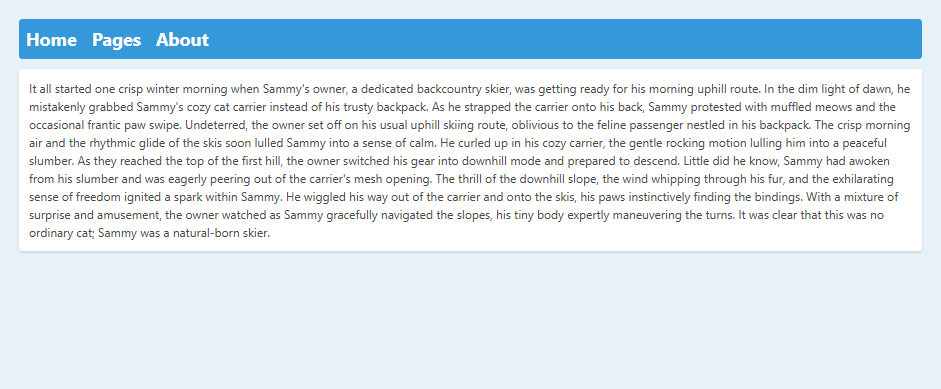 Home Pages About
It all started one crisp winter morning when Sammy's owner, a dedicated backcountry skier, was getting ready for his morning uphill route. In the dim light of dawn, he
mistakenly grabbed Sammy's cozy cat carrier instead of his trusty backpack. As he strapped the carrier onto his back, Sammy protested with muffled meows and the
occasional frantic paw swipe. Undeterred, the owner set off on his usual uphill skiing route, oblivious to the feline passenger nestled in his backpack. The crisp morning
air and the rhythmic glide of the skis soon lulled Sammy into a sense of calm. He curled up in his cozy carrier, the gentle rocking motion lulling him into a peaceful
slumber. As they reached the top of the first hill, the owner switched his gear into downhill mode and prepared to descend. Little did he know, Sammy had awoken
from his slumber and was eagerly peering out of the carrier's mesh opening. The thrill of the downhill slope, the wind whipping through his fur, and the exhilarating
sense of freedom ignited a spark within Sammy. He wiggled his way out of the carrier and onto the skis, his paws instinctively finding the bindings. With a mixture of
surprise and amusement, the owner watched as Sammy gracefully navigated the slopes, his tiny body expertly maneuvering the turns. It was clear that this was no
ordinary cat; Sammy was a natural-born skier.